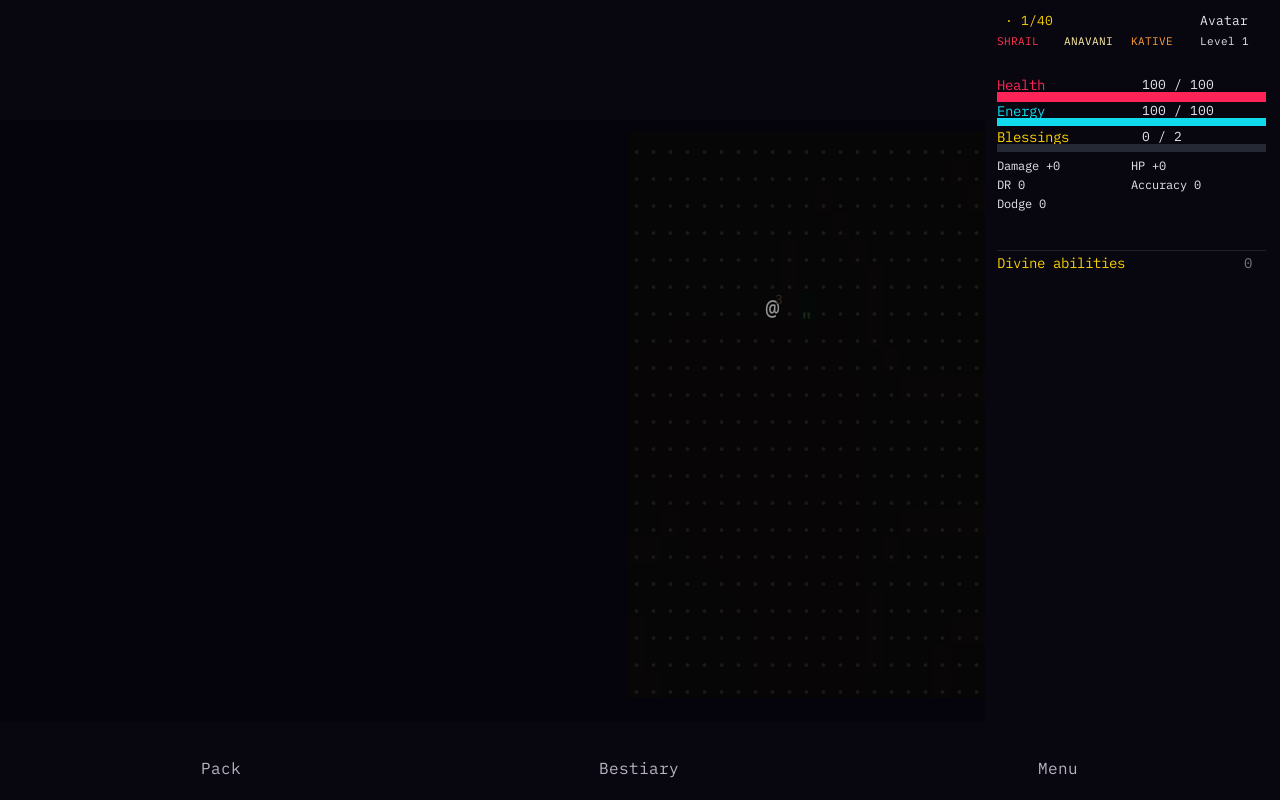 · 1/40 Avatar
SHRAIL ANAVANI KATIVE Level 1
Health 100 / 100
Energy 100 / 100
Blessings 0 / 2
Damage +0 HP +0
DR 0 Accuracy 0
Dodge 0
Divine abilities 0
@3 "
Pack Bestiary Menu